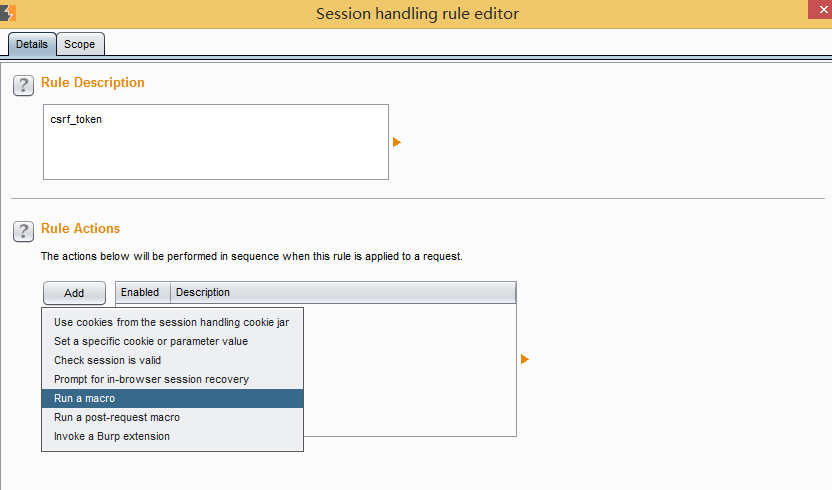 Session handling rule editor
Details Scope
? Rule Description
csrf_token
? Rule Actions
The actions below will be performed in sequence when this rule is applied to a request.
Add Enabled Description
Use cookies from the session handling cookie jar
Set a specific cookie or parameter value
Check session is valid
Prompt for in-browser session recovery
Run a macro
Run a post-request macro
Invoke a Burp extension